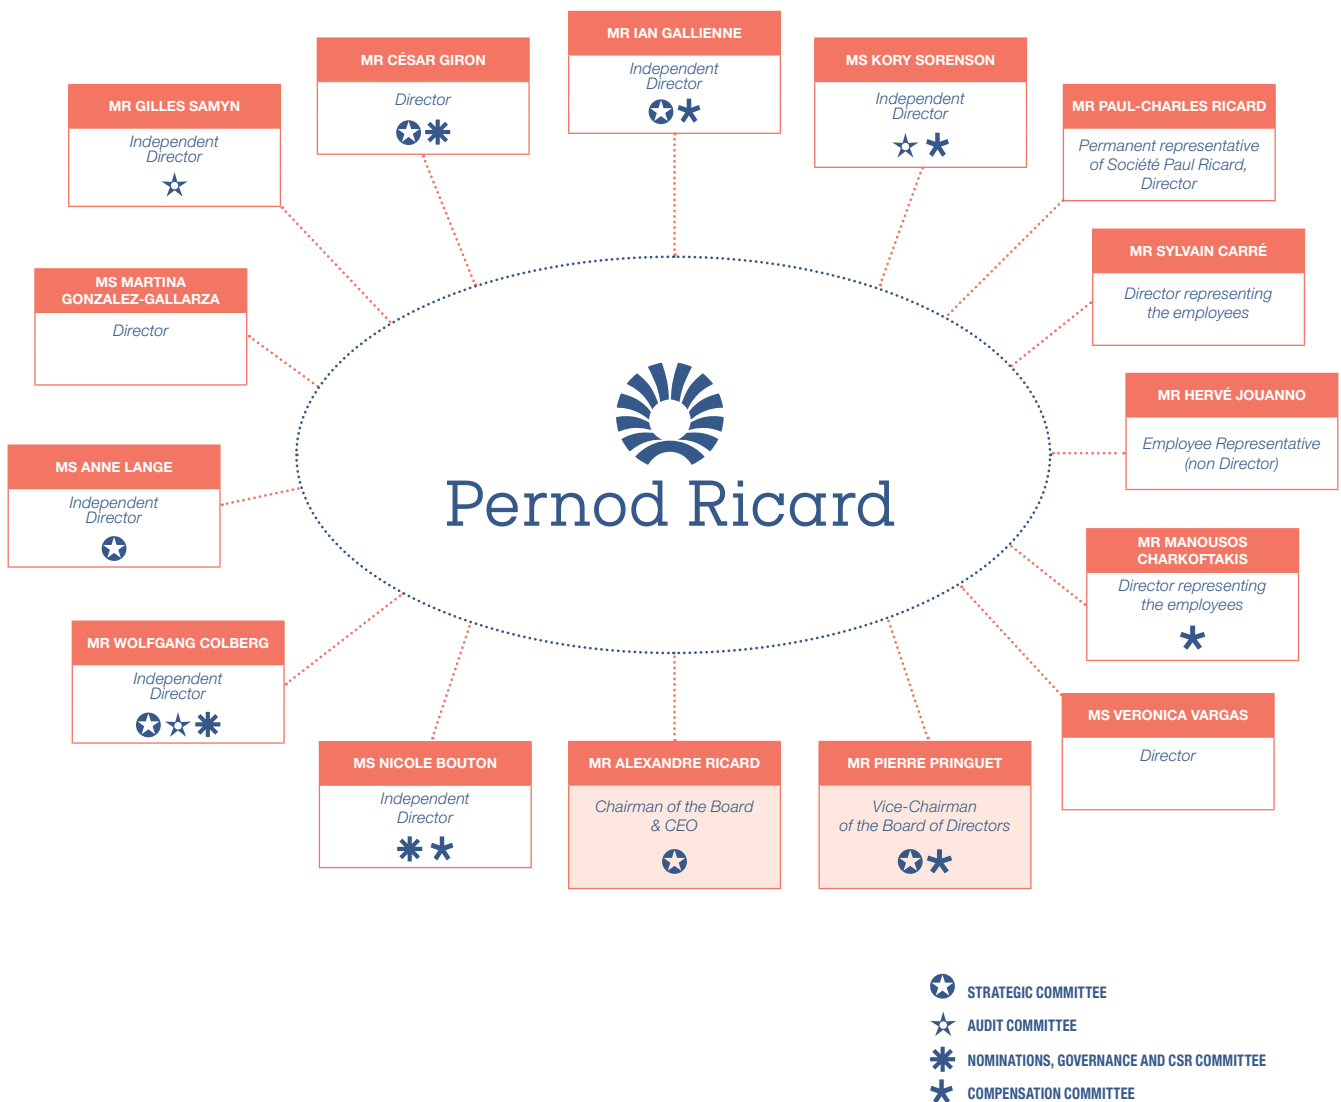 MR IAN GALLIENNE
Independent
Director
MR CÉSAR GIRON
Director
MS KORY SORENSON
Independent
Director
MR GILLES SAMYN
Independent
Director
MR PAUL-CHARLES RICARD
Permanent representative
of Société Paul Ricard,
Director
MR SYLVAIN CARRÉ
Director representing
the employees
MS MARTINA
GONZALEZ-GALLARZA
Director
MR HERVÉ JOUANNO
Employee Representative
(non Director)
MS ANNE LANGE
Independent
Director
Pernod Ricard
MR MANOUSOS
CHARKOFTAKIS
Director representing
the employees
MR WOLFGANG COLBERG
Independent
Director
MS VERONICA VARGAS
Director
MS NICOLE BOUTON
Independent
Director
MR ALEXANDRE RICARD
Chairman of the Board
& CEO
MR PIERRE PRINGUET
Vice-Chairman
of the Board of Directors
STRATEGIC COMMITTEE
AUDIT COMMITTEE
NOMINATIONS, GOVERNANCE AND CSR COMMITTEE
COMPENSATION COMMITTEE